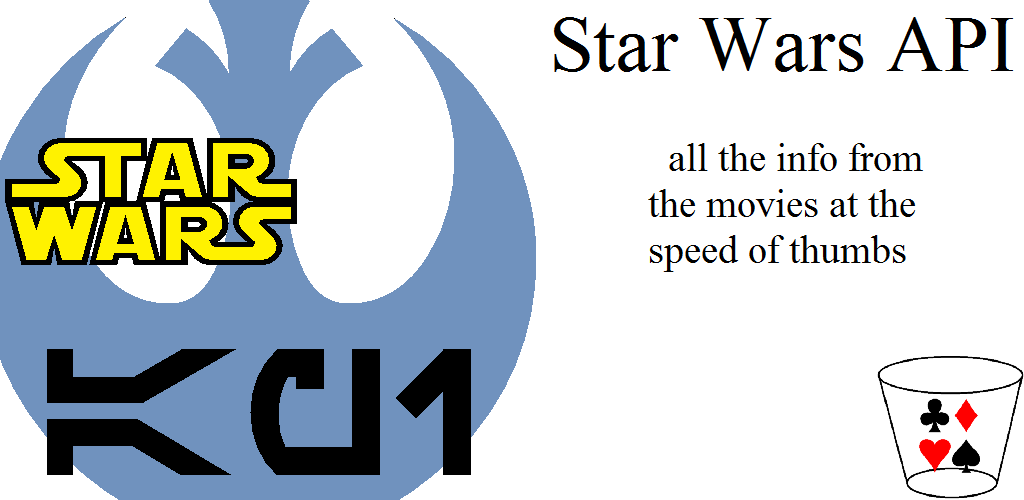 Star Wars API
STAR
WARS
all the info from
the movies at the
speed of thumbs